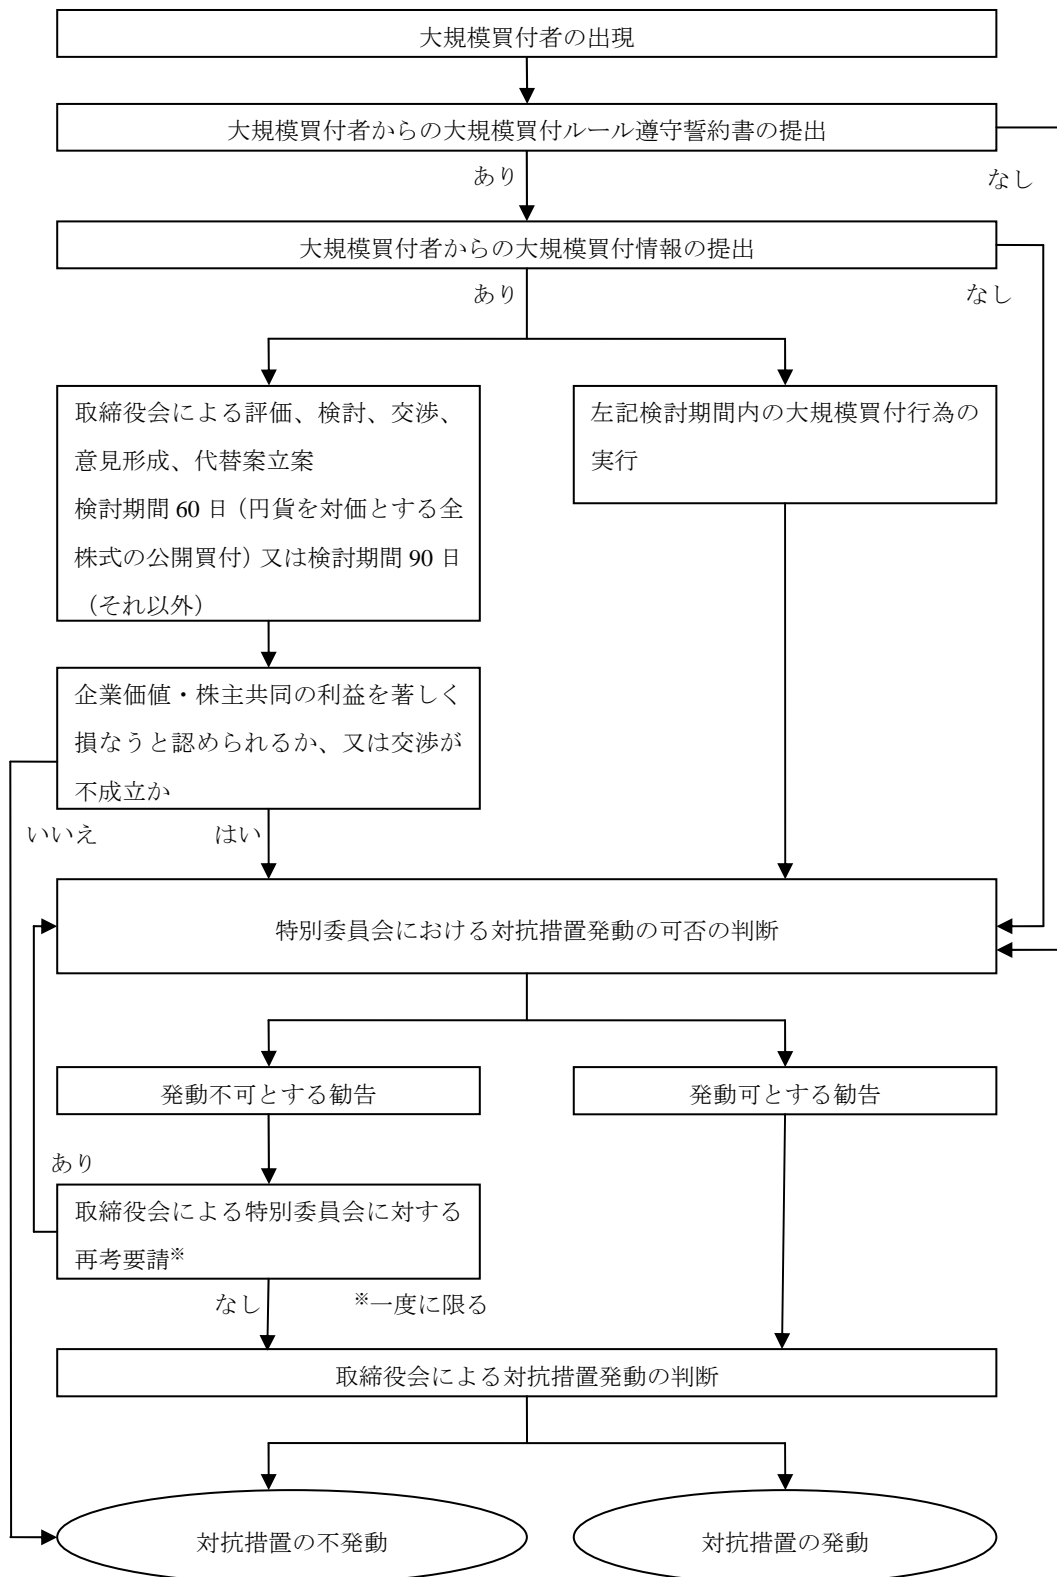 大規模買付者の出現
大規模買付者からの大規模買付ルール遵守誓約書の提出
あり
なし
大規模買付者からの大規模買付情報の提出
あり
なし
取締役会による評価、検討、交渉、
意見形成、代替案立案
検討期間 60 日（円貨を対価とする全
株式の公開買付）又は検討期間 90 日
（それ以外）
左記検討期間内の大規模買付行為の
実行
企業価値・株主共同の利益を著しく
損なうと認められるか、又は交渉が
不成立か
いいえ
はい
特別委員会における対抗措置発動の可否の判断
発動不可とする勧告
発動可とする勧告
あり
取締役会による特別委員会に対する
再考要請※
なし
※一度に限る
取締役会による対抗措置発動の判断
対抗措置の不発動
対抗措置の発動